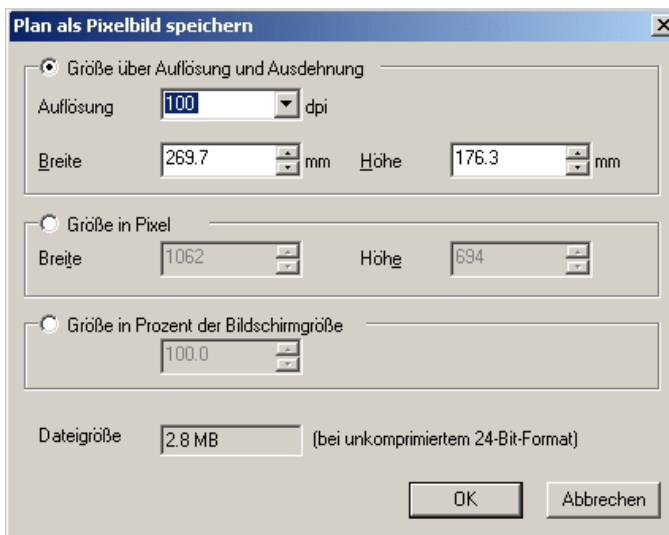 Plan als Pixelbild speichern
Größe über Auflösung und Ausdehnung
Auflösung 100 dpi
Breite 269.7 mm Höhe 176.3 mm
Größe in Pixel
Breite 1062 Höhe 694
Größe in Prozent der Bildschirmgröße
100.0
Dateigröße 2.8 MB (bei unkomprimiertem 24-Bit-Format)
OK Abbrechen